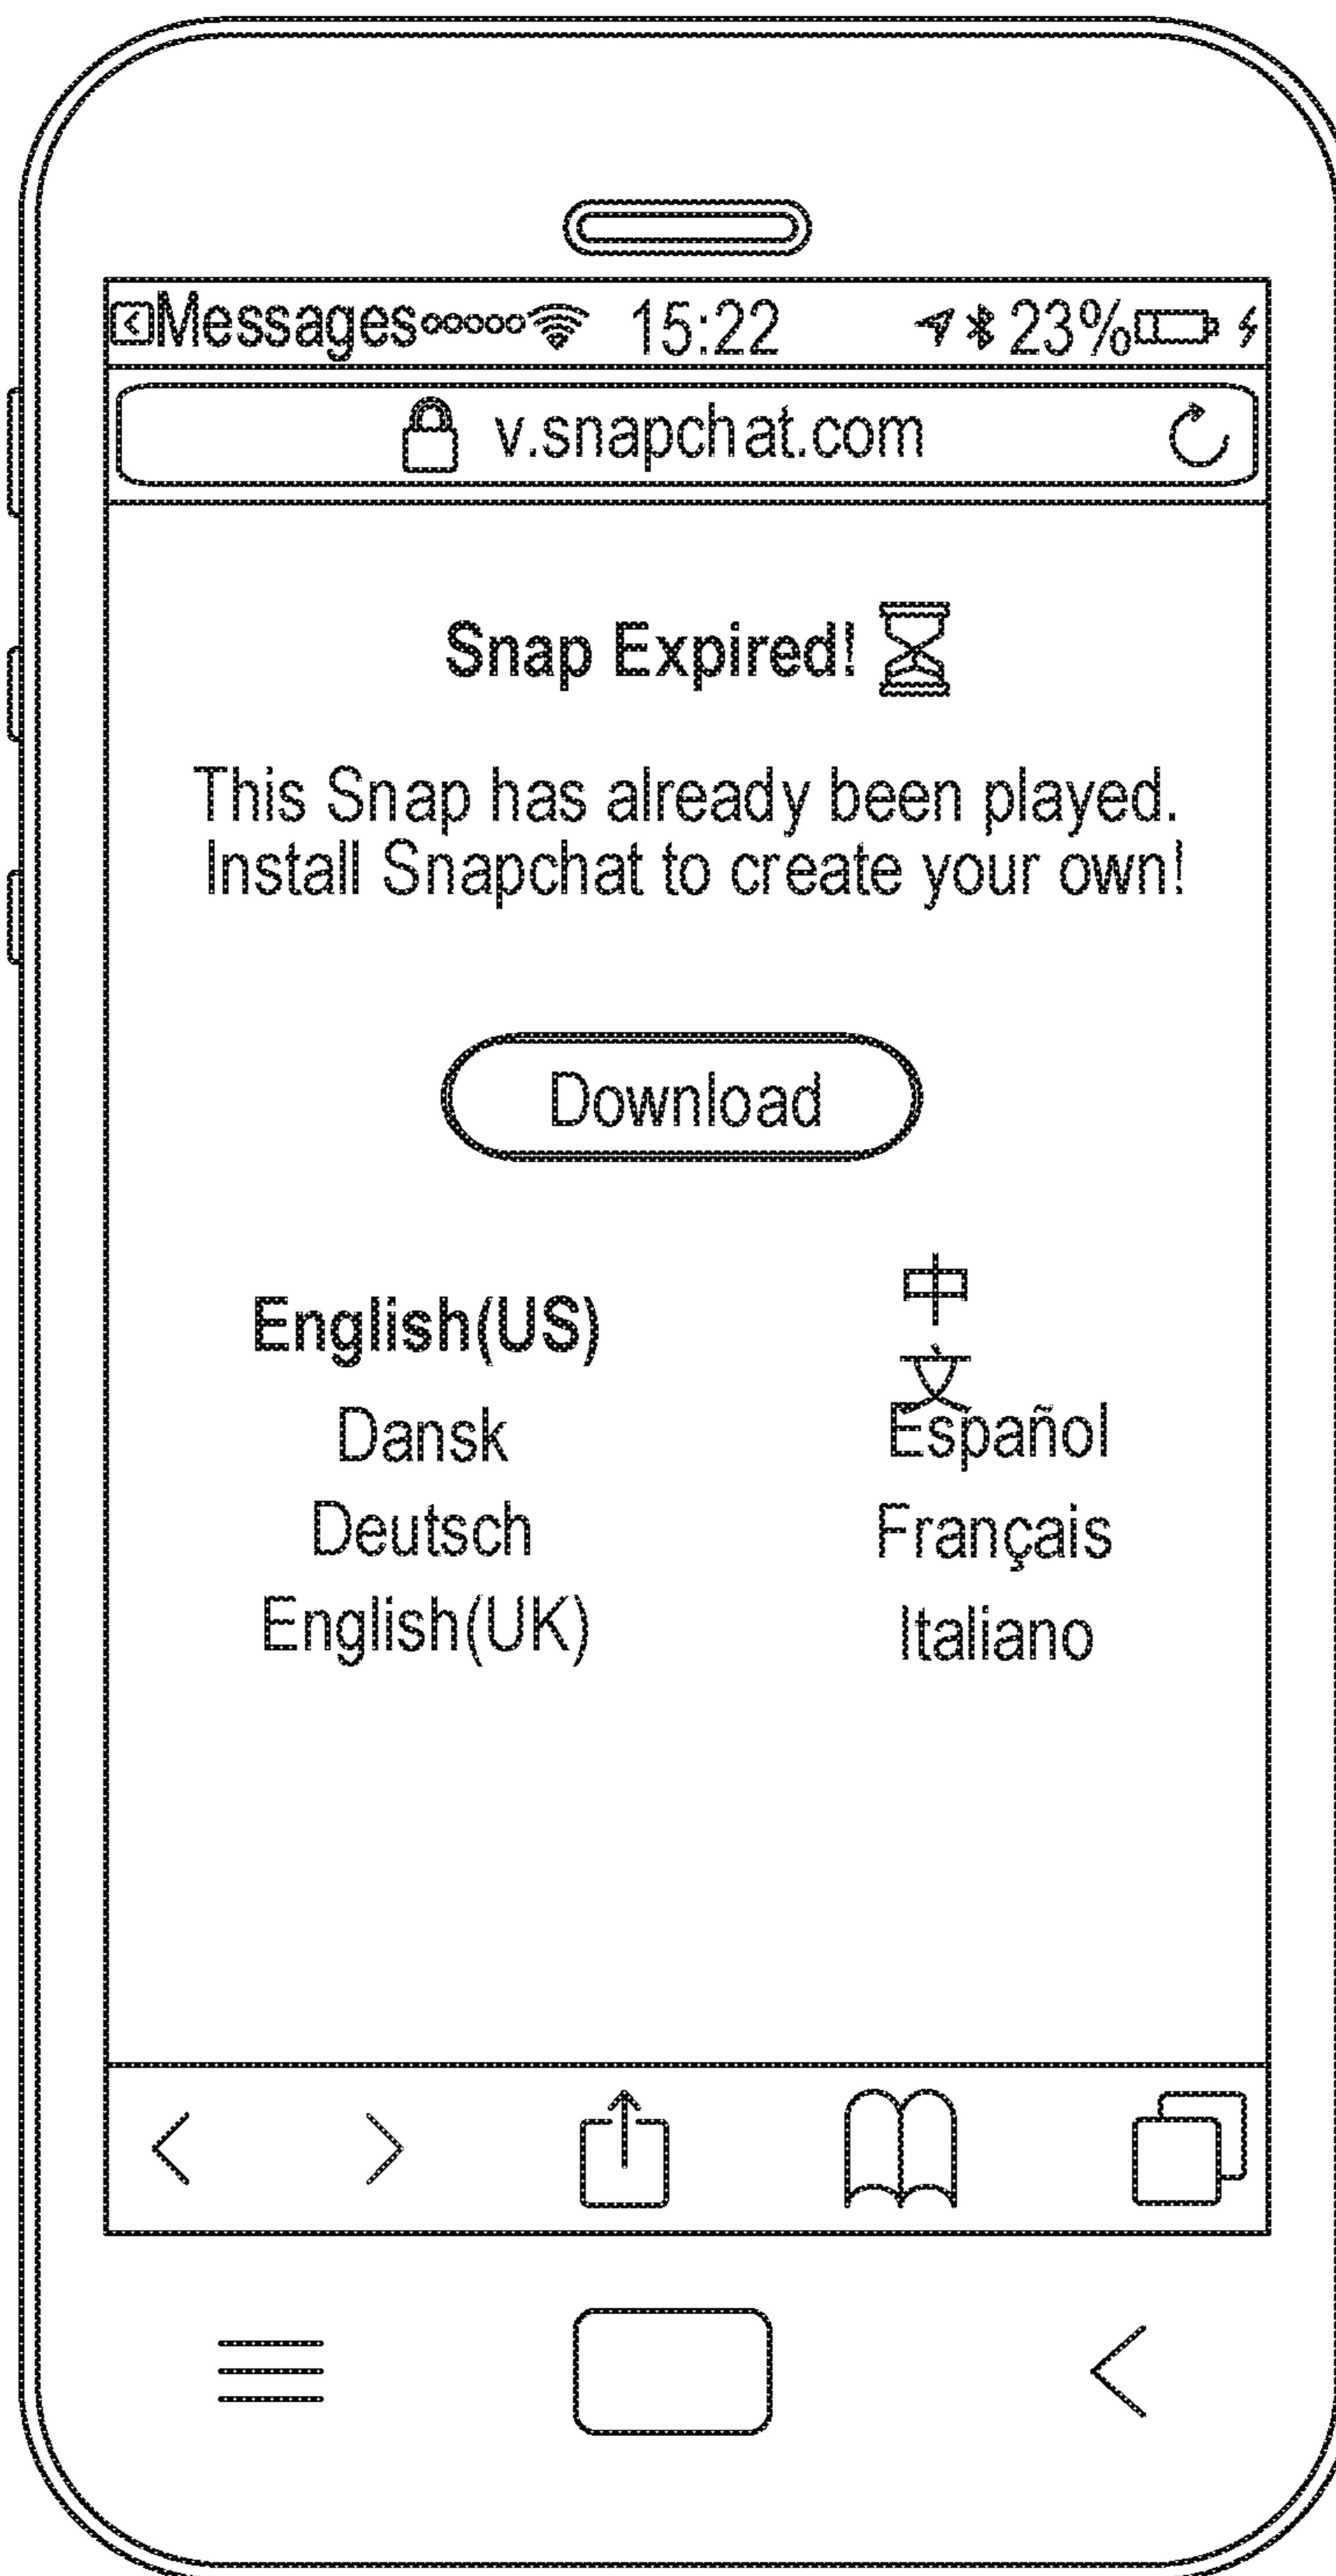 Messages 15:22 23%
v.snapchat.com
Snap Expired!
This Snap has already been played.
Install Snapchat to create your own!
Download
English(US)
Dansk
Deutsch
English(UK)
中
文
Español
Français
Italiano